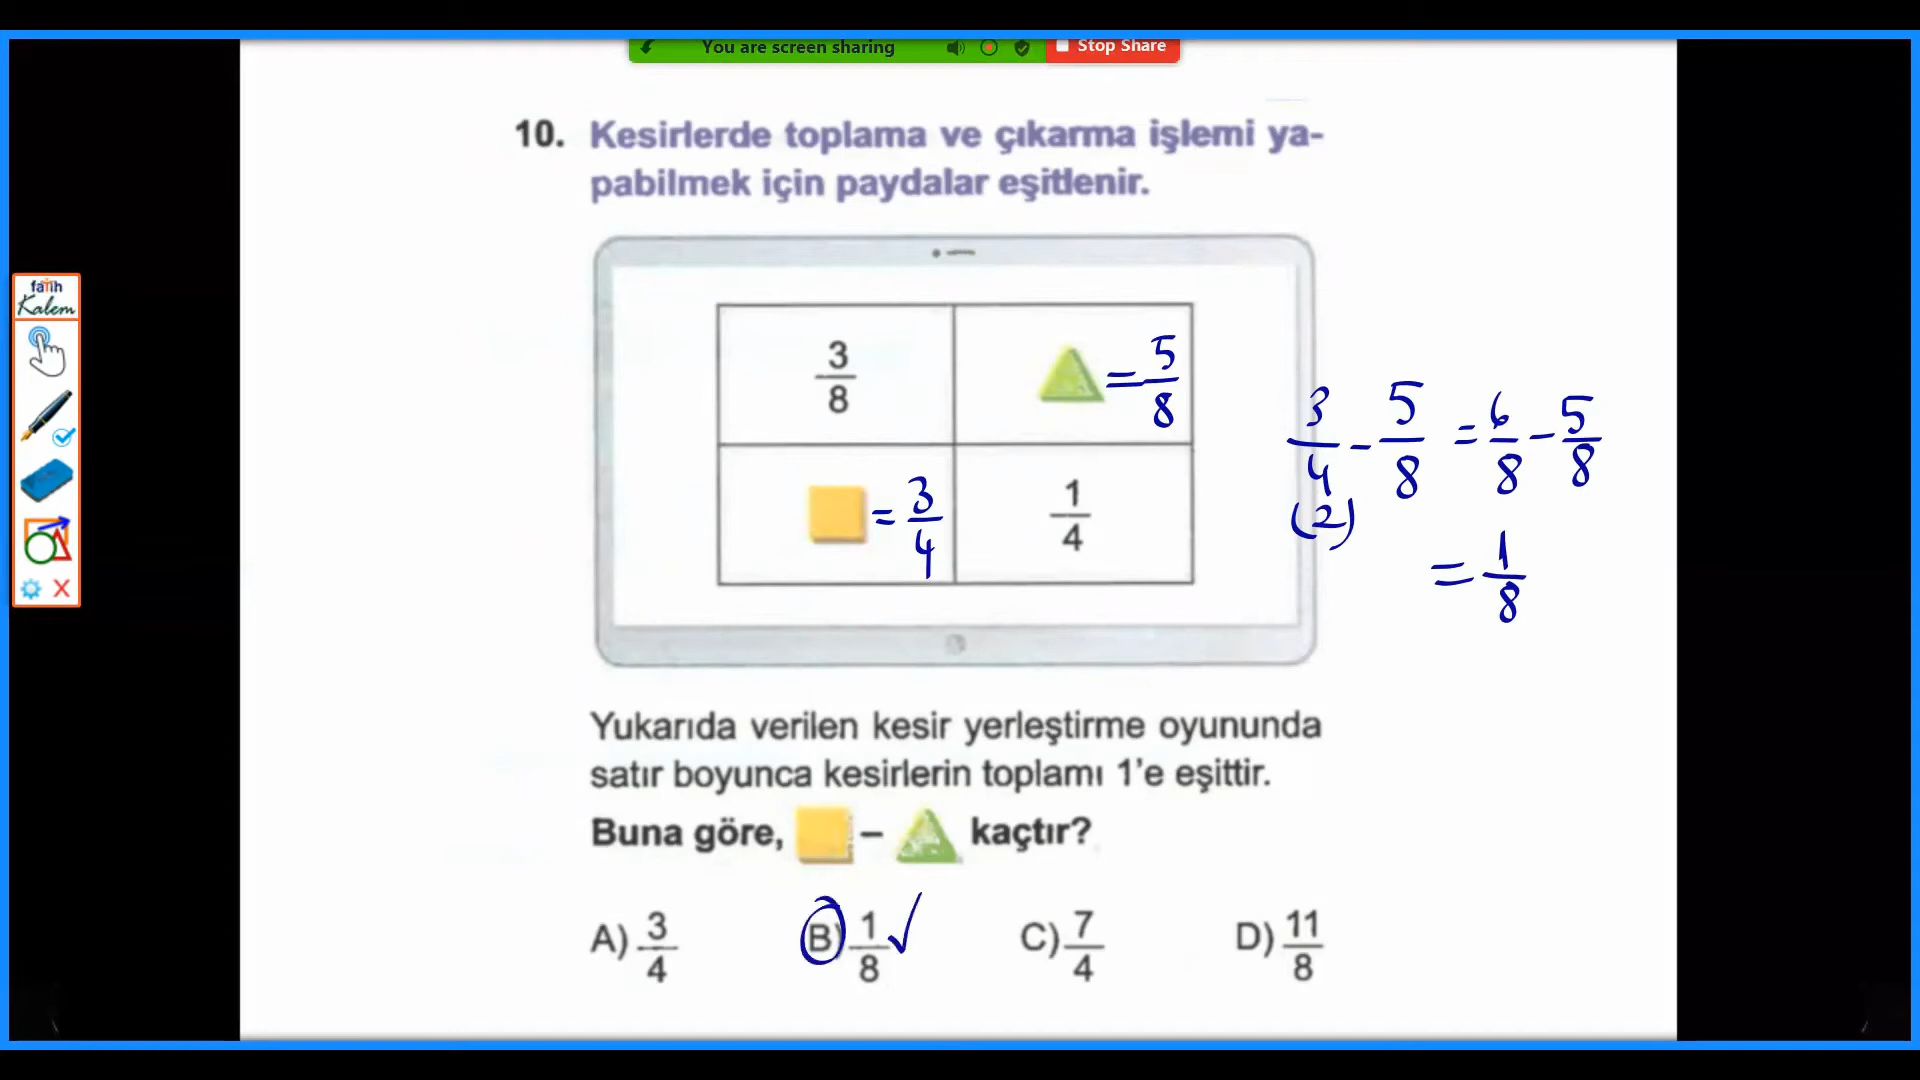 You are screen sharing
Stop Share
10. Kesirlerde toplama ve çıkarma işlemi ya-
pabilmek için paydalar eşitlenir.
fatih
Kalem
3/8
= 5/8
= 3/4
1/4
3/4 - 5/8 = 6/8 - 5/8
(2)
= 1/8
Yukarıda verilen kesir yerleştirme oyununda
satır boyunca kesirlerin toplamı 1'e eşittir.
Buna göre, - kaçtır?
A) 3/4 B) 1/8 ✓ C) 7/4 D) 11/8